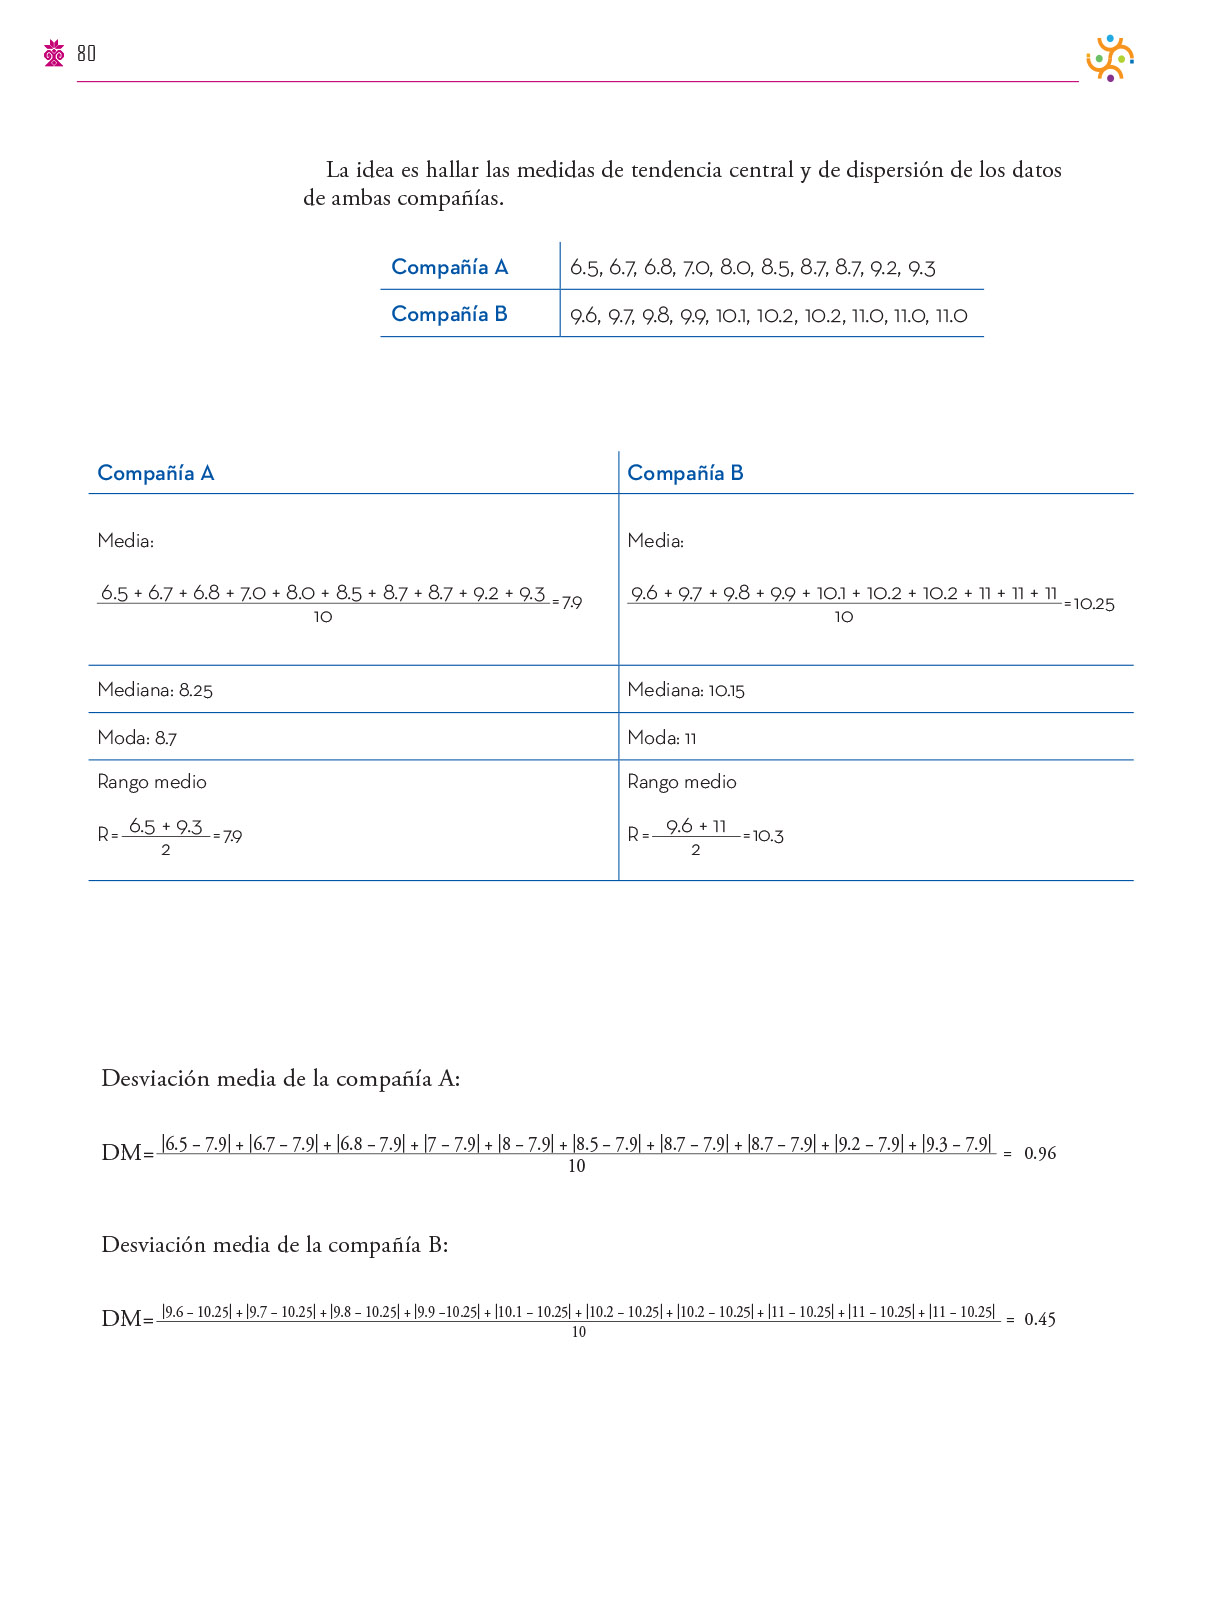 80
La idea es hallar las medidas de tendencia central y de dispersión de los datos
de ambas compañías.
Compañía A 6.5, 6.7, 6.8, 7.0, 8.0, 8.5, 8.7, 8.7, 9.2, 9.3
Compañía B 9.6, 9.7, 9.8, 9.9, 10.1, 10.2, 10.2, 11.0, 11.0, 11.0
Compañía A Compañía B
Media: Media:
6.5 + 6.7 + 6.8 + 7.0 + 8.0 + 8.5 + 8.7 + 8.7 + 9.2 + 9.3 / 10 = 7.9 9.6 + 9.7 + 9.8 + 9.9 + 10.1 + 10.2 + 10.2 + 11 + 11 + 11 / 10 = 10.25
Mediana: 8.25 Mediana: 10.15
Moda: 8.7 Moda: 11
Rango medio Rango medio
R = 6.5 + 9.3 / 2 = 7.9 R = 9.6 + 11 / 2 = 10.3
Desviación media de la compañía A:
DM= |6.5 – 7.9| + |6.7 – 7.9| + |6.8 – 7.9| + |7 – 7.9| + |8 – 7.9| + |8.5 – 7.9| + |8.7 – 7.9| + |8.7 – 7.9| + |9.2 – 7.9| + |9.3 – 7.9| / 10 = 0.96
Desviación media de la compañía B:
DM= |9.6 – 10.25| + |9.7 – 10.25| + |9.8 – 10.25| + |9.9 –10.25| + |10.1 – 10.25| + |10.2 – 10.25| + |10.2 – 10.25| + |11 – 10.25| + |11 – 10.25| + |11 – 10.25| / 10 = 0.45